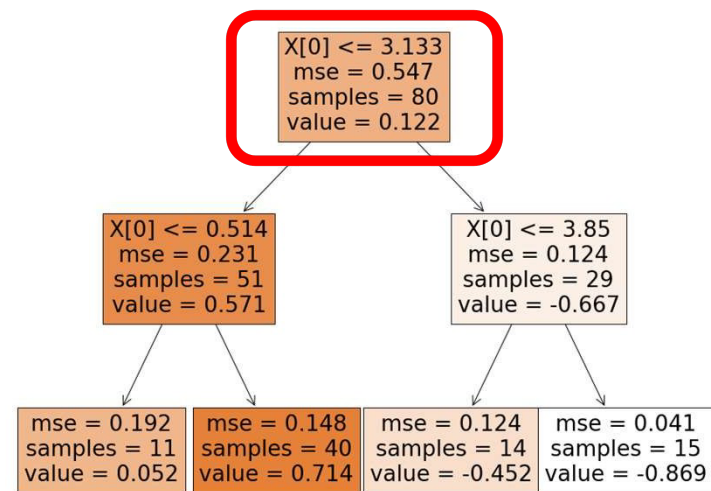 X[0] <= 3.133
mse = 0.547
samples = 80
value = 0.122
X[0] <= 0.514
mse = 0.231
samples = 51
value = 0.571
X[0] <= 3.85
mse = 0.124
samples = 29
value = -0.667
mse = 0.192
samples = 11
value = 0.052
mse = 0.148
samples = 40
value = 0.714
mse = 0.124
samples = 14
value = -0.452
mse = 0.041
samples = 15
value = -0.869